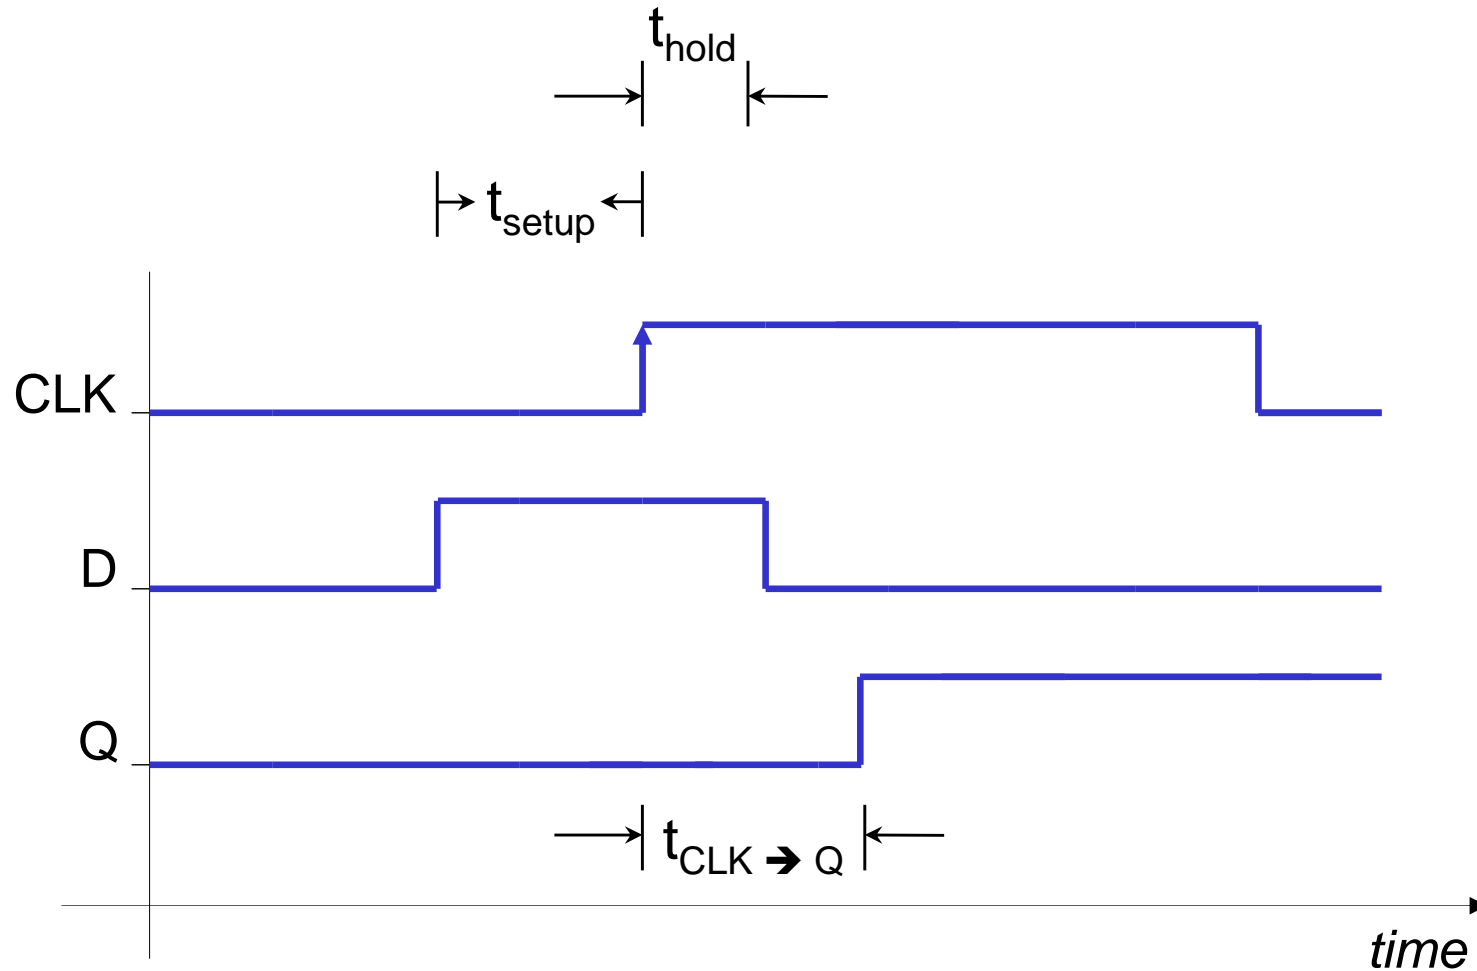 thold
tsetup
CLK
D
Q
tCLK ➔ Q
time